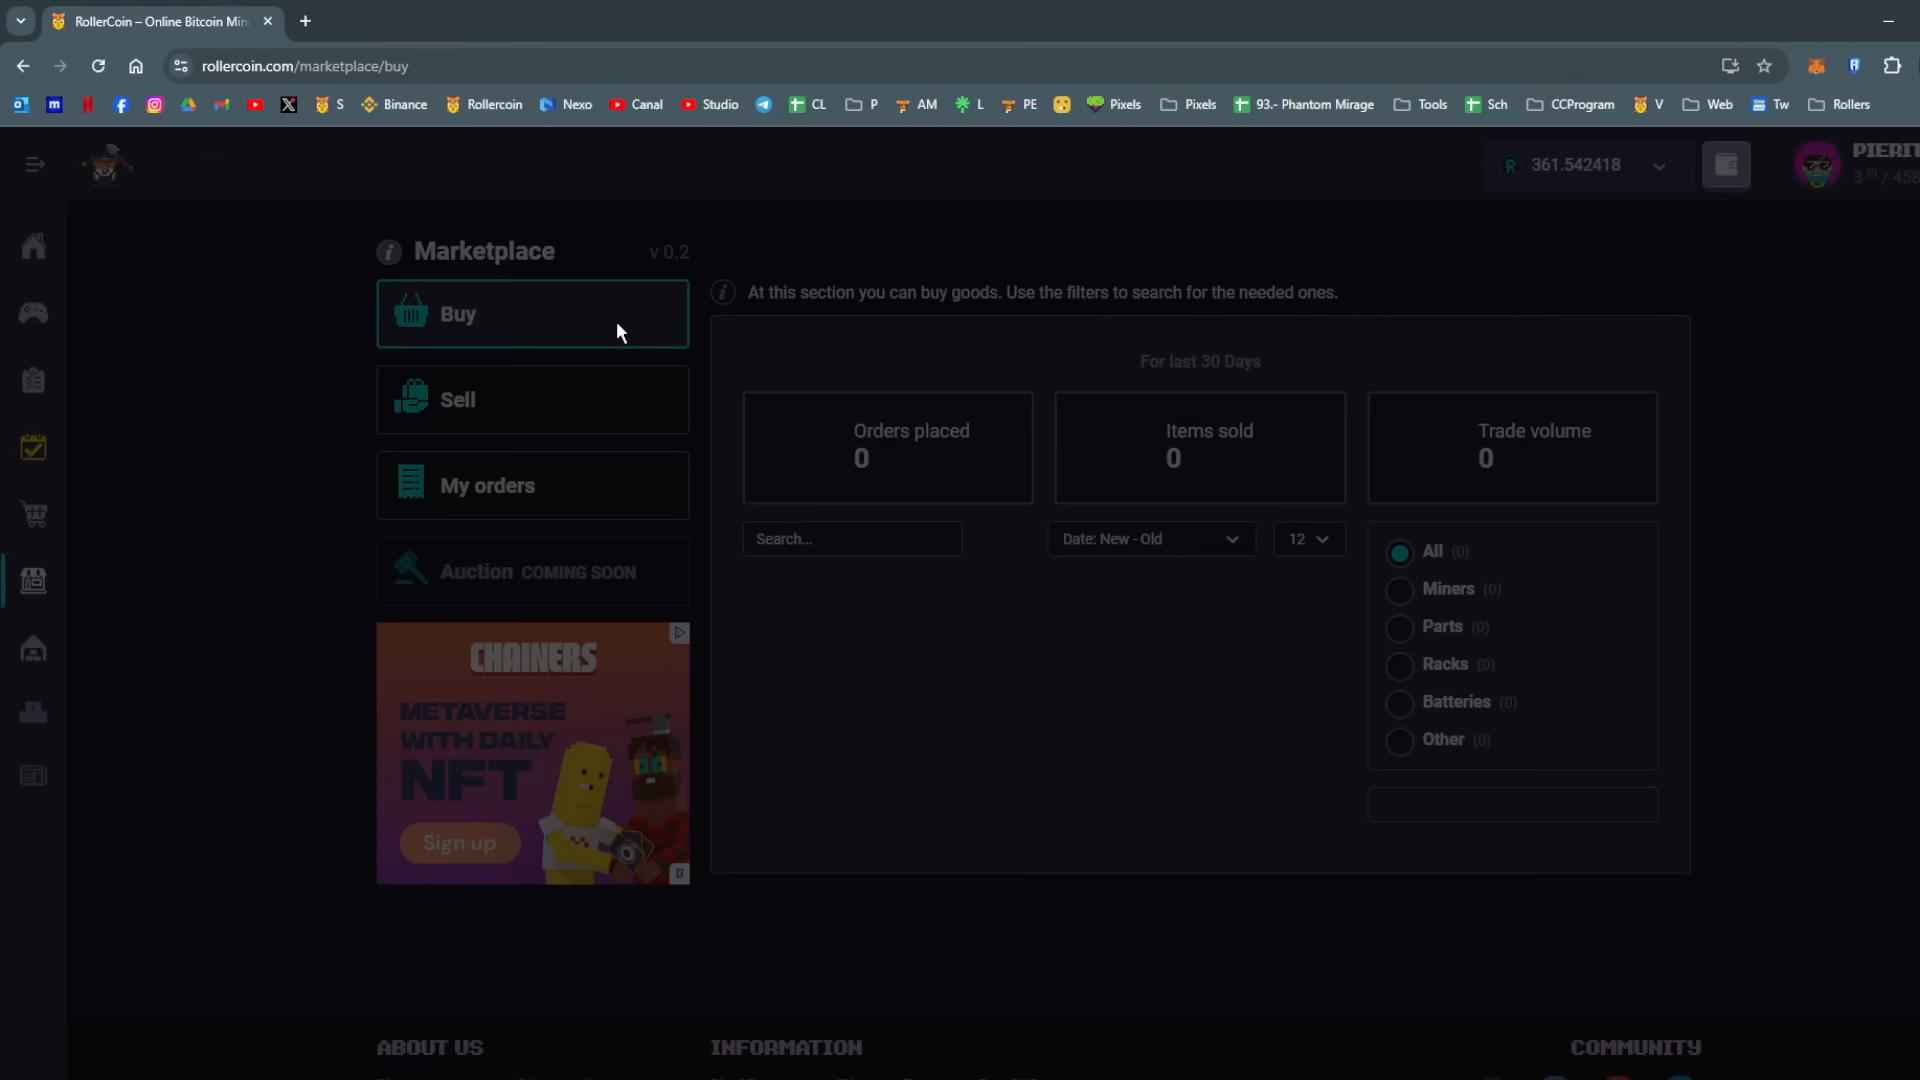 RollerCoin – Online Bitcoin Min
rollercoin.com/marketplace/buy
S
Binance
Rollercoin
Nexo
Canal
Studio
CL
P
AM
L
PE
Pixels
Pixels
93.- Phantom Mirage
Tools
Sch
CCProgram
V
Web
Tw
Rollers
361.542418
PIERIT
3 th / 458
Marketplace
v 0.2
Buy
Sell
My orders
Auction COMING SOON
CHAINERS
METAVERSE
WITH DAILY
NFT
Sign up
At this section you can buy goods. Use the filters to search for the needed ones.
For last 30 Days
Orders placed
0
Items sold
0
Trade volume
0
Search...
Date: New - Old
12
All (0)
Miners (0)
Parts (0)
Racks (0)
Batteries (0)
Other (0)
ABOUT US
INFORMATION
COMMUNITY